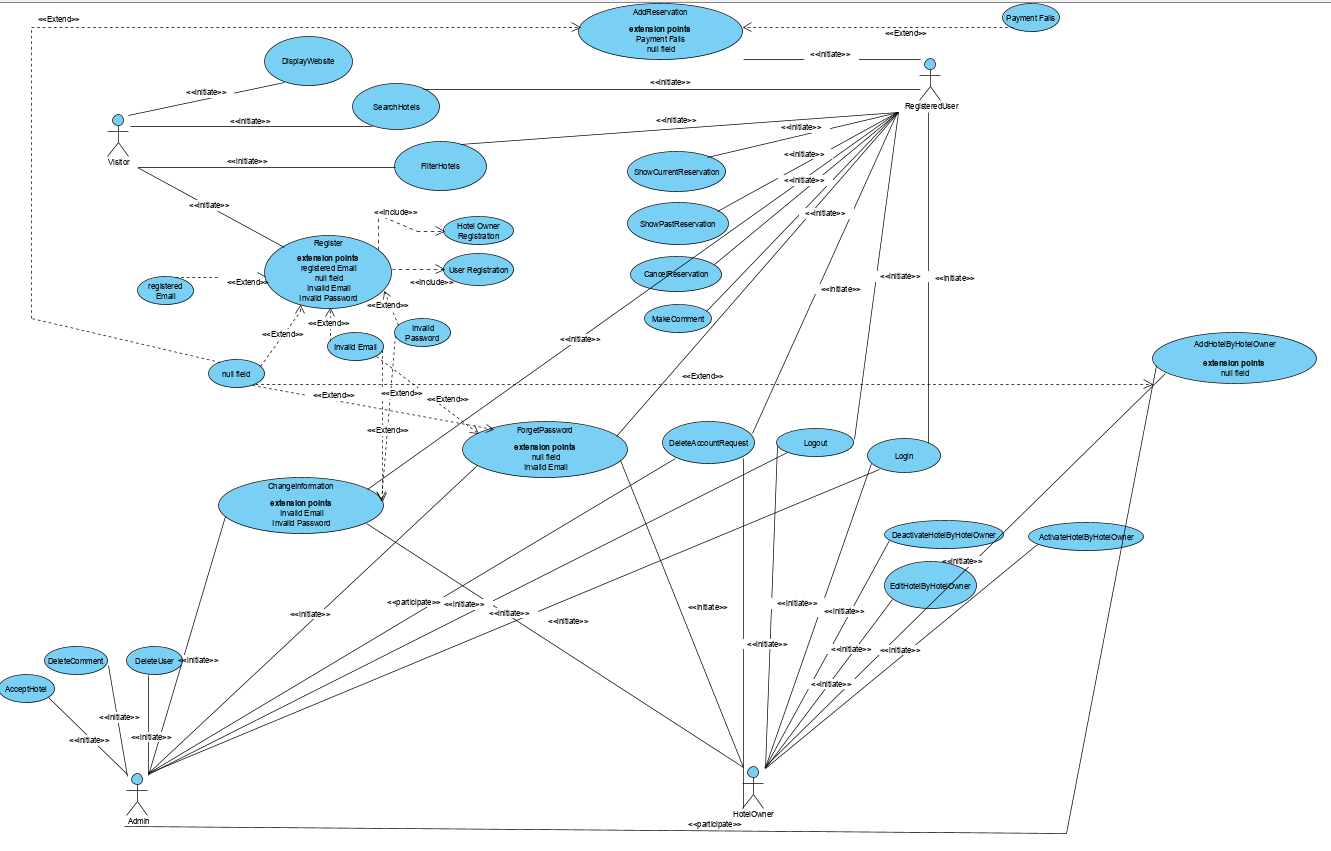 <<Extend>>
AddReservation
extension points
Payment Fails
null field
Payment Fails
<<Extend>>
DisplayWebsite
<<Initiate>>
RegisteredUser
<<Initiate>>
<<Initiate>>
SearchHotels
<<Initiate>>
<<Initiate>>
<<Initiate>>
Visitor
<<Initiate>>
FilterHotels
<<Initiate>>
ShowCurrentReservation
<<Initiate>>
<<Initiate>>
<<Initiate>>
<<Include>>
Hotel Owner
Registration
ShowPastReservation
Register
extension points
registered Email
null field
Invalid Email
Invalid Password
User Registration
<<Include>>
CancelReservation
<<Initiate>>
<<Initiate>>
<<Initiate>>
registered
Email
<<Extend>>
<<Extend>>
MakeComment
<<Extend>>
<<Extend>>
Invalid
Password
Invalid Email
<<Initiate>>
null field
<<Extend>>
AddHotelByHotelOwner
extension points
null field
<<Extend>>
<<Extend>>
<<Extend>>
<<Extend>>
ForgetPassword
extension points
null field
Invalid Email
DeleteAccountRequest
Logout
Login
ChangeInformation
extension points
Invalid Email
Invalid Password
DeactivateHotelByHotelOwner
ActivateHotelByHotelOwner
<<Initiate>>
EditHotelByHotelOwner
<<participate>>
<<Initiate>>
<<Initiate>>
<<Initiate>>
<<Initiate>>
<<Initiate>>
<<Initiate>>
<<Initiate>>
<<Initiate>>
<<Initiate>>
<<Initiate>>
DeleteComment
DeleteUser
<<Initiate>>
AcceptHotel
<<Initiate>>
<<Initiate>>
<<Initiate>>
<<Initiate>>
Admin
HotelOwner
<<participate>>